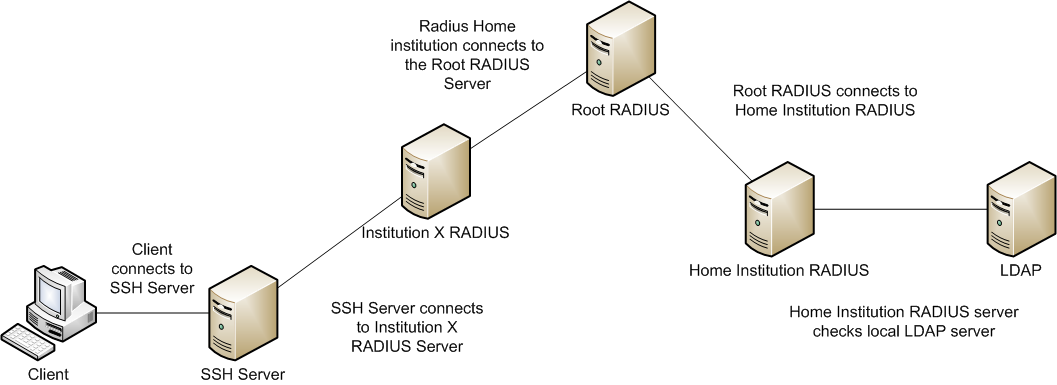 Radius Home
institution connects to
the Root RADIUS
Server
Root RADIUS
Root RADIUS connects to
Home Institution RADIUS
Institution X RADIUS
Client
connects to
SSH Server
Home Institution RADIUS
LDAP
SSH Server connects
to Institution X
RADIUS Server
Home Institution RADIUS server
checks local LDAP server
Client
SSH Server